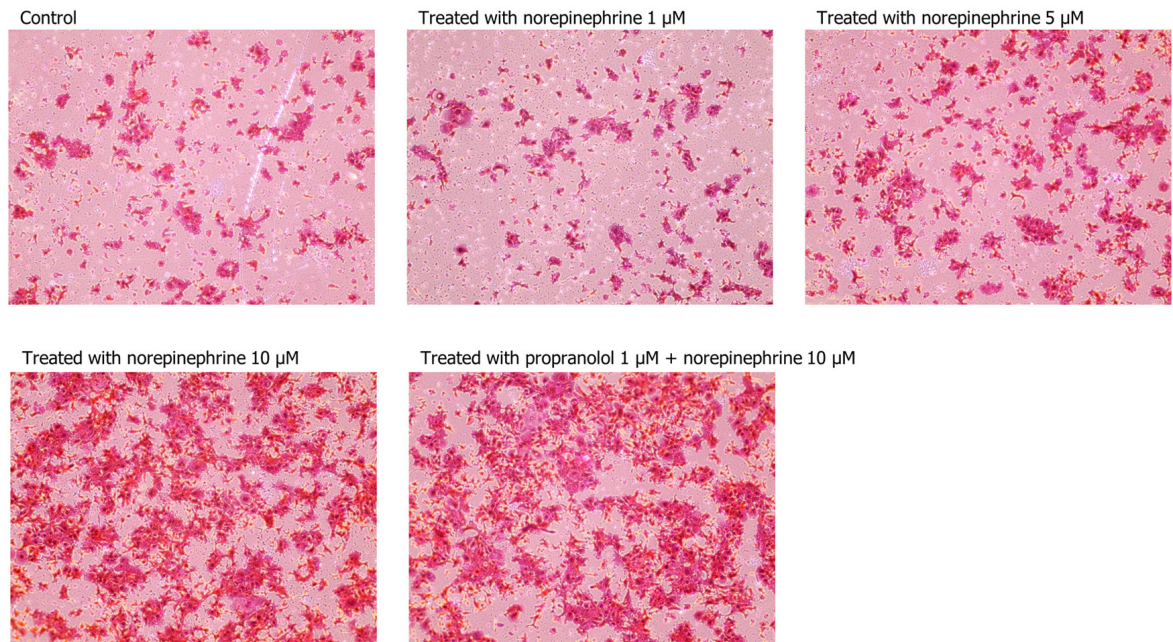 Control
Treated with norepinephrine 1 μM
Treated with norepinephrine 5 μM
Treated with norepinephrine 10 μM
Treated with propranolol 1 μM + norepinephrine 10 μM